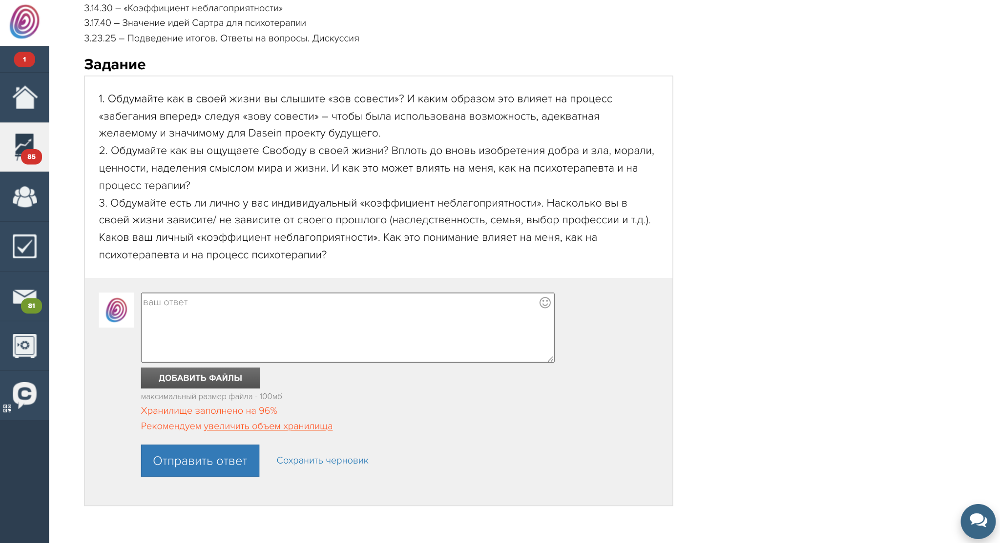 3.14.30 – «Коэффициент неблагоприятности»
3.17.40 – Значение идей Сартра для психотерапии
3.23.25 – Подведение итогов. Ответы на вопросы. Дискуссия
Задание
1. Обдумайте как в своей жизни вы слышите «зов совести»? И каким образом это влияет на процесс
«забегания вперед» следуя «зову совести» – чтобы была использована возможность, адекватная
желаемому и значимому для Dasein проекту будущего.
2. Обдумайте как вы ощущаете Свободу в своей жизни? Вплоть до вновь изобретения добра и зла, морали,
ценности, наделения смыслом мира и жизни. И как это может влиять на меня, как на психотерапевта и на
процесс терапии?
3. Обдумайте есть ли лично у вас индивидуальный «коэффициент неблагоприятности». Насколько вы в
своей жизни зависите/ не зависите от своего прошлого (наследственность, семья, выбор профессии и т.д.).
Каков ваш личный «коэффициент неблагоприятности». Как это понимание влияет на меня, как на
психотерапевта и на процесс психотерапии?
ваш ответ
ДОБАВИТЬ ФАЙЛЫ
максимальный размер файла - 100мб
Хранилище заполнено на 96%
Рекомендуем увеличить объем хранилища
Отправить ответ
Сохранить черновик
1
85
81